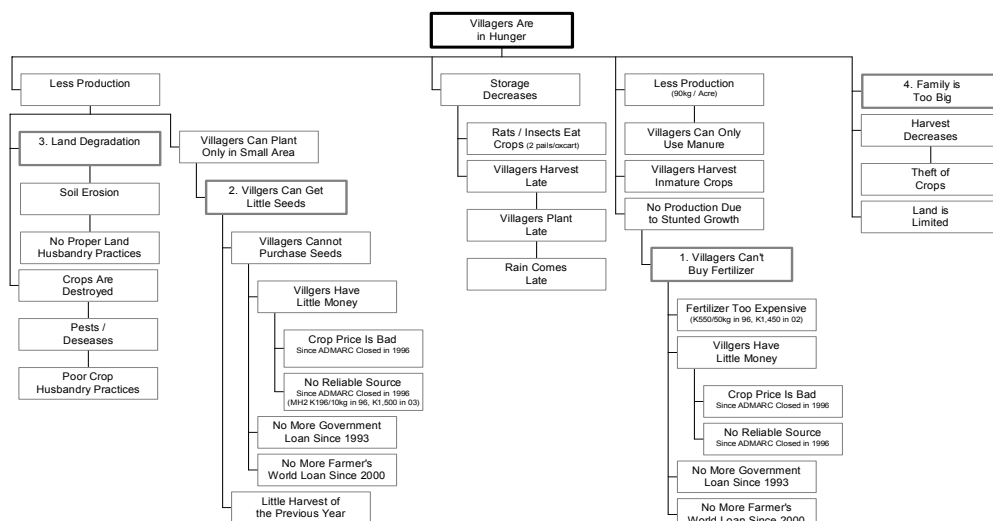 Villagers Are
in Hunger
Less Production
3. Land Degradation
Soil Erosion
No Proper Land
Husbandry Practices
Crops Are
Destroyed
Pests /
Deseases
Poor Crop
Husbandry Practices
Villagers Can Plant
Only in Small Area
2. Villgers Can Get
Little Seeds
Villagers Cannot
Purchase Seeds
Villgers Have
Little Money
Crop Price Is Bad
Since ADMARC Closed in 1996
No Reliable Source
Since ADMARC Closed in 1996
(MH2 K196/10kg in 96, K1,500 in 03)
No More Government
Loan Since 1993
No More Farmer's
World Loan Since 2000
Little Harvest of
the Previous Year
Storage
Decreases
Rats / Insects Eat
Crops (2 pails/oxcart)
Villagers Harvest
Late
Villagers Plant
Late
Rain Comes
Late
Less Production
(90kg / Acre)
Villagers Can Only
Use Manure
Villagers Harvest
Inmature Crops
No Production Due
to Stunted Growth
1. Villagers Can't
Buy Fertilizer
Fertilizer Too Expensive
(K550/50kg in 96, K1,450 in 02)
Villgers Have
Little Money
Crop Price Is Bad
Since ADMARC Closed in 1996
No Reliable Source
Since ADMARC Closed in 1996
No More Government
Loan Since 1993
No More Farmer's
World Loan Since 2000
4. Family is
Too Big
Harvest
Decreases
Theft of
Crops
Land is
Limited